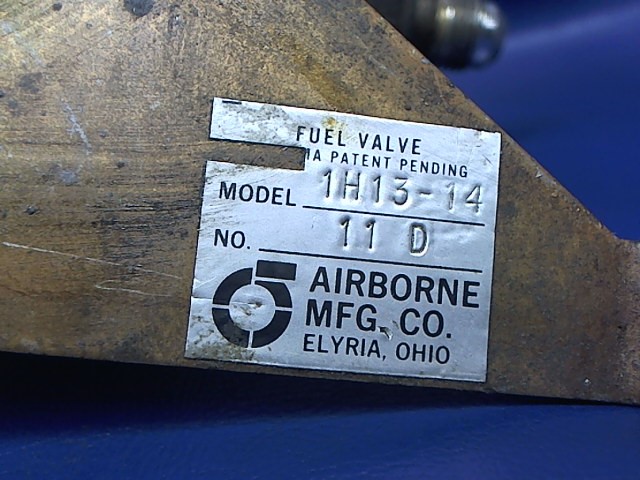 FUEL VALVE
PATENT PENDING
MODEL 1H13-14
NO. 11 D
AIRBORNE
MFG. CO.
ELYRIA, OHIO